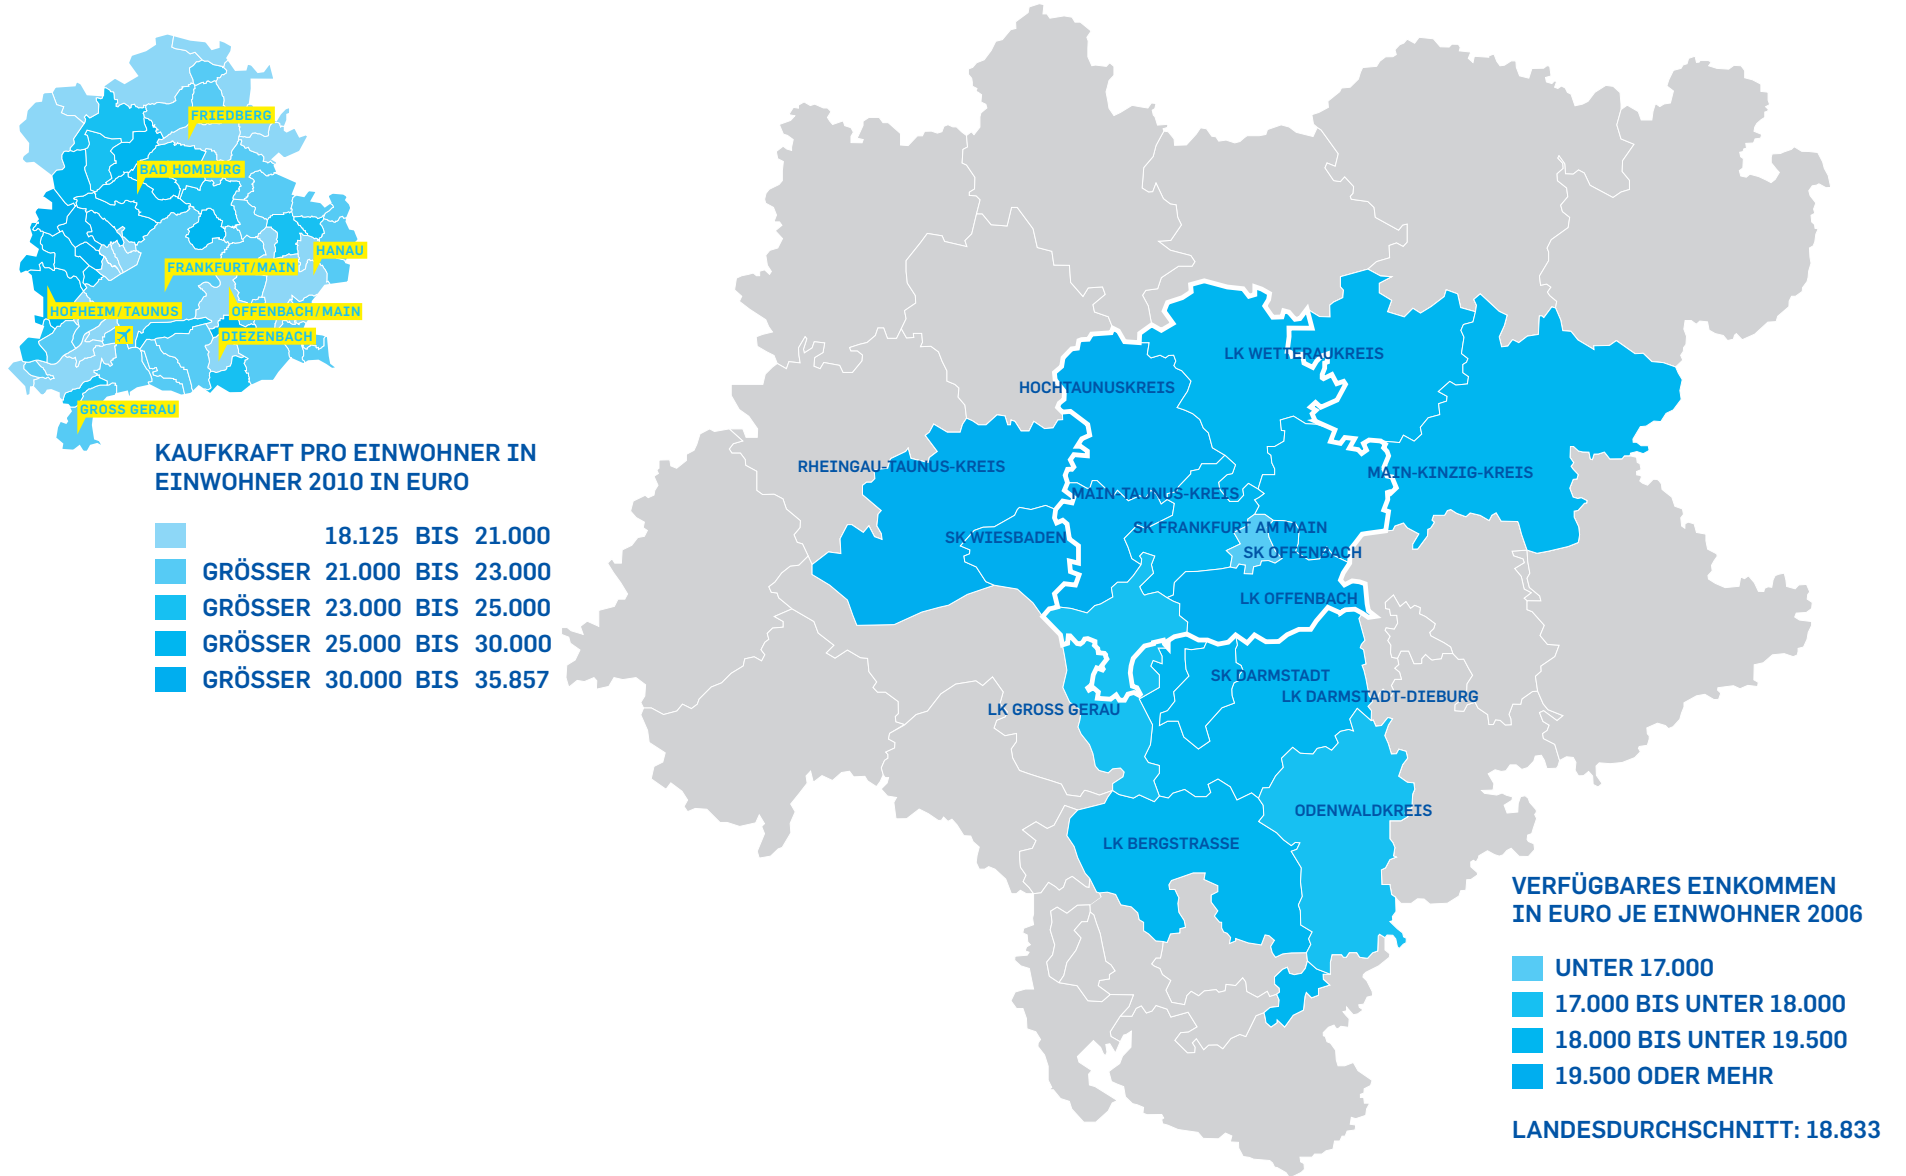 FRIEDBERG
BAD HOMBURG
HANAU
FRANKFURT/MAIN
HOFHEIM/TAUNUS
OFFENBACH/MAIN
DIEZENBACH
GROSS GERAU
KAUFKRAFT PRO EINWOHNER IN
EINWOHNER 2010 IN EURO
18.125 BIS 21.000
GRÖSSER 21.000 BIS 23.000
GRÖSSER 23.000 BIS 25.000
GRÖSSER 25.000 BIS 30.000
GRÖSSER 30.000 BIS 35.857
LK WETTERAUKREIS
HOCHTAUNUSKREIS
RHEINGAU-TAUNUS-KREIS
MAIN-KINZIG-KREIS
MAIN-TAUNUS-KREIS
SK FRANKFURT AM MAIN
SK WIESBADEN
SK OFFENBACH
LK OFFENBACH
SK DARMSTADT
LK DARMSTADT-DIEBURG
LK GROSS GERAU
ODENWALDKREIS
LK BERGSTRASSE
VERFÜGBARES EINKOMMEN
IN EURO JE EINWOHNER 2006
UNTER 17.000
17.000 BIS UNTER 18.000
18.000 BIS UNTER 19.500
19.500 ODER MEHR
LANDESDURCHSCHNITT: 18.833